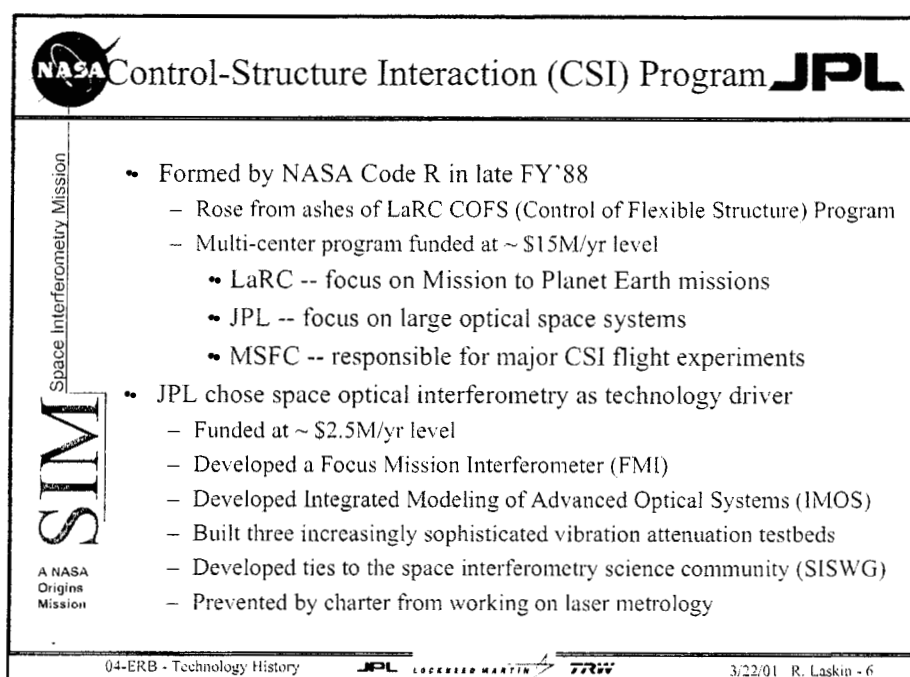 NASA
Control-Structure Interaction (CSI) Program
JPL
Space Interferometry Mission
SIM
A NASA
Origins
Mission
•• Formed by NASA Code R in late FY'88
– Rose from ashes of LaRC COFS (Control of Flexible Structure) Program
– Multi-center program funded at ~ $15M/yr level
•• LaRC -- focus on Mission to Planet Earth missions
•• JPL -- focus on large optical space systems
•• MSFC -- responsible for major CSI flight experiments
•• JPL chose space optical interferometry as technology driver
– Funded at ~ $2.5M/yr level
– Developed a Focus Mission Interferometer (FMI)
– Developed Integrated Modeling of Advanced Optical Systems (IMOS)
– Built three increasingly sophisticated vibration attenuation testbeds
– Developed ties to the space interferometry science community (SISWG)
– Prevented by charter from working on laser metrology
04-ERB - Technology History
JPL
LOCKHEED MARTIN
TRW
3/22/01 R. Laskin - 6